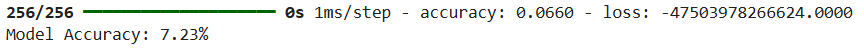 256/256 ━━━━━━━━━━━━━━━━━━━━ 0s 1ms/step - accuracy: 0.0660 - loss: -47503978266624.0000
Model Accuracy: 7.23%